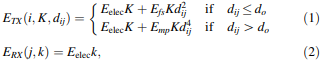 E_{TX}(i, K, d_{ij}) = { E_{elec}K + E_{fs}Kd_{ij}^2 if d_{ij} ≤ d_o
E_{elec}K + E_{mp}Kd_{ij}^4 if d_{ij} > d_o (1)
E_{RX}(j, k) = E_{elec}k, (2)